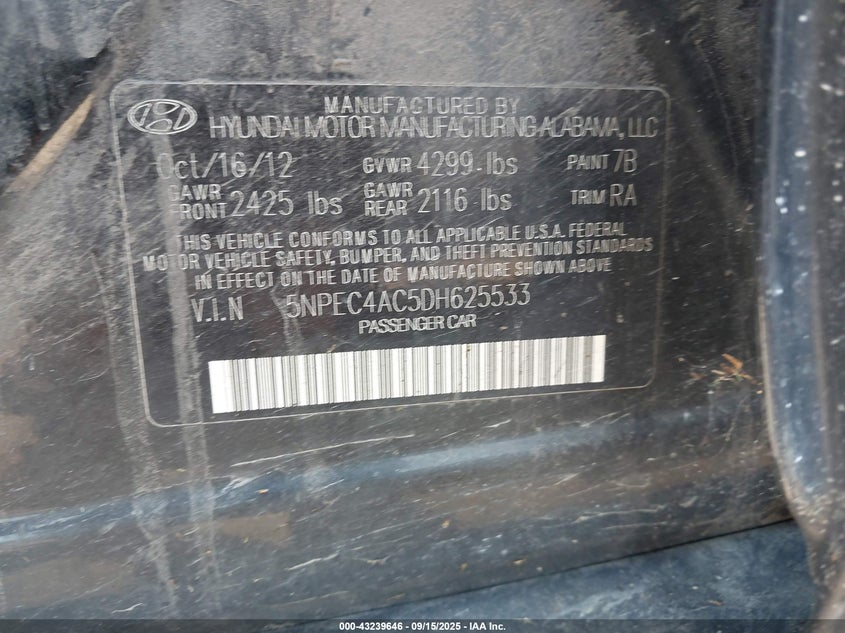 MANUFACTURED BY
HYUNDAI MOTOR MANUFACTURING ALABAMA, LLC
Oct/16/12 GVWR 4299 lbs PAINT 7B
GAWR FRONT 2425 lbs GAWR REAR 2116 lbs TRIM RA
THIS VEHICLE CONFORMS TO ALL APPLICABLE U.S.A. FEDERAL
MOTOR VEHICLE SAFETY, BUMPER, AND THEFT PREVENTION STANDARDS
IN EFFECT ON THE DATE OF MANUFACTURE SHOWN ABOVE
V.I.N 5NPEC4AC5DH625533
PASSENGER CAR
000-43239646 - 09/15/2025 - IAA Inc.